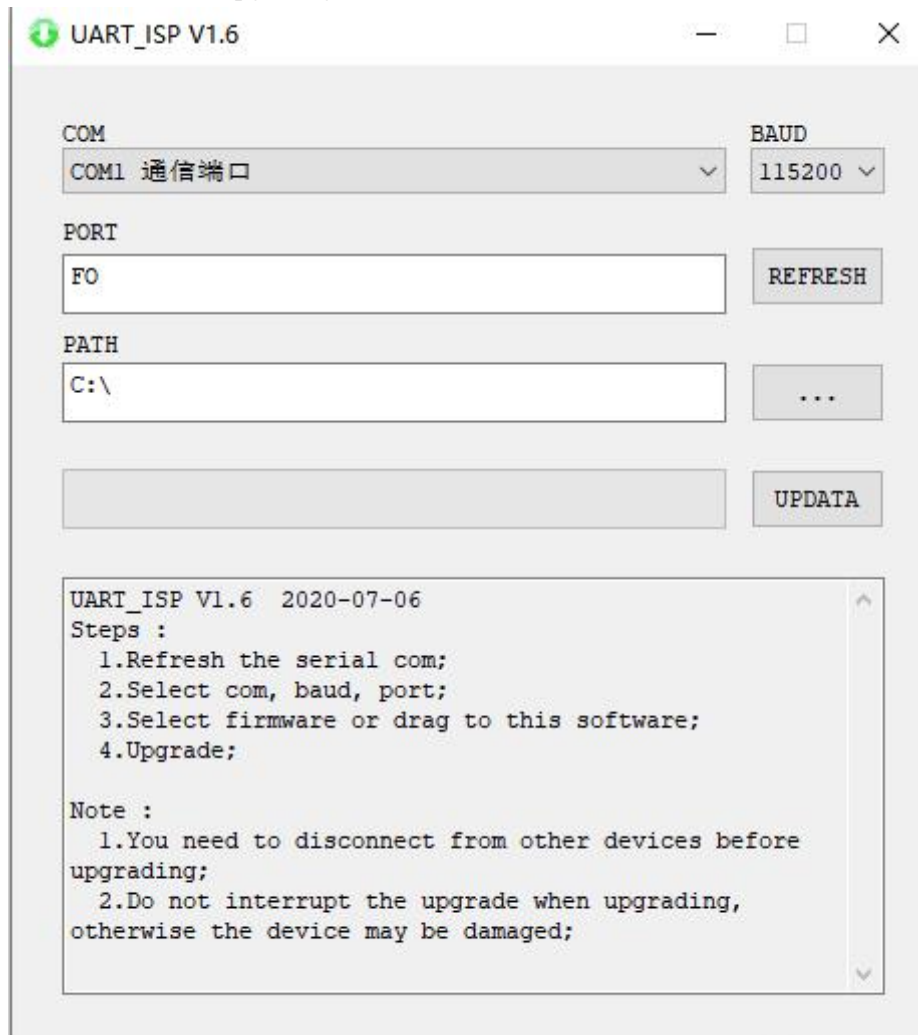 UART_ISP V1.6
COM
BAUD
COM1 通信端口
115200
PORT
FO
REFRESH
PATH
C:\
...
UPDATA
UART_ISP V1.6  2020-07-06
Steps :
1.Refresh the serial com;
2.Select com, baud, port;
3.Select firmware or drag to this software;
4.Upgrade;
Note :
1.You need to disconnect from other devices before
upgrading;
2.Do not interrupt the upgrade when upgrading,
otherwise the device may be damaged;